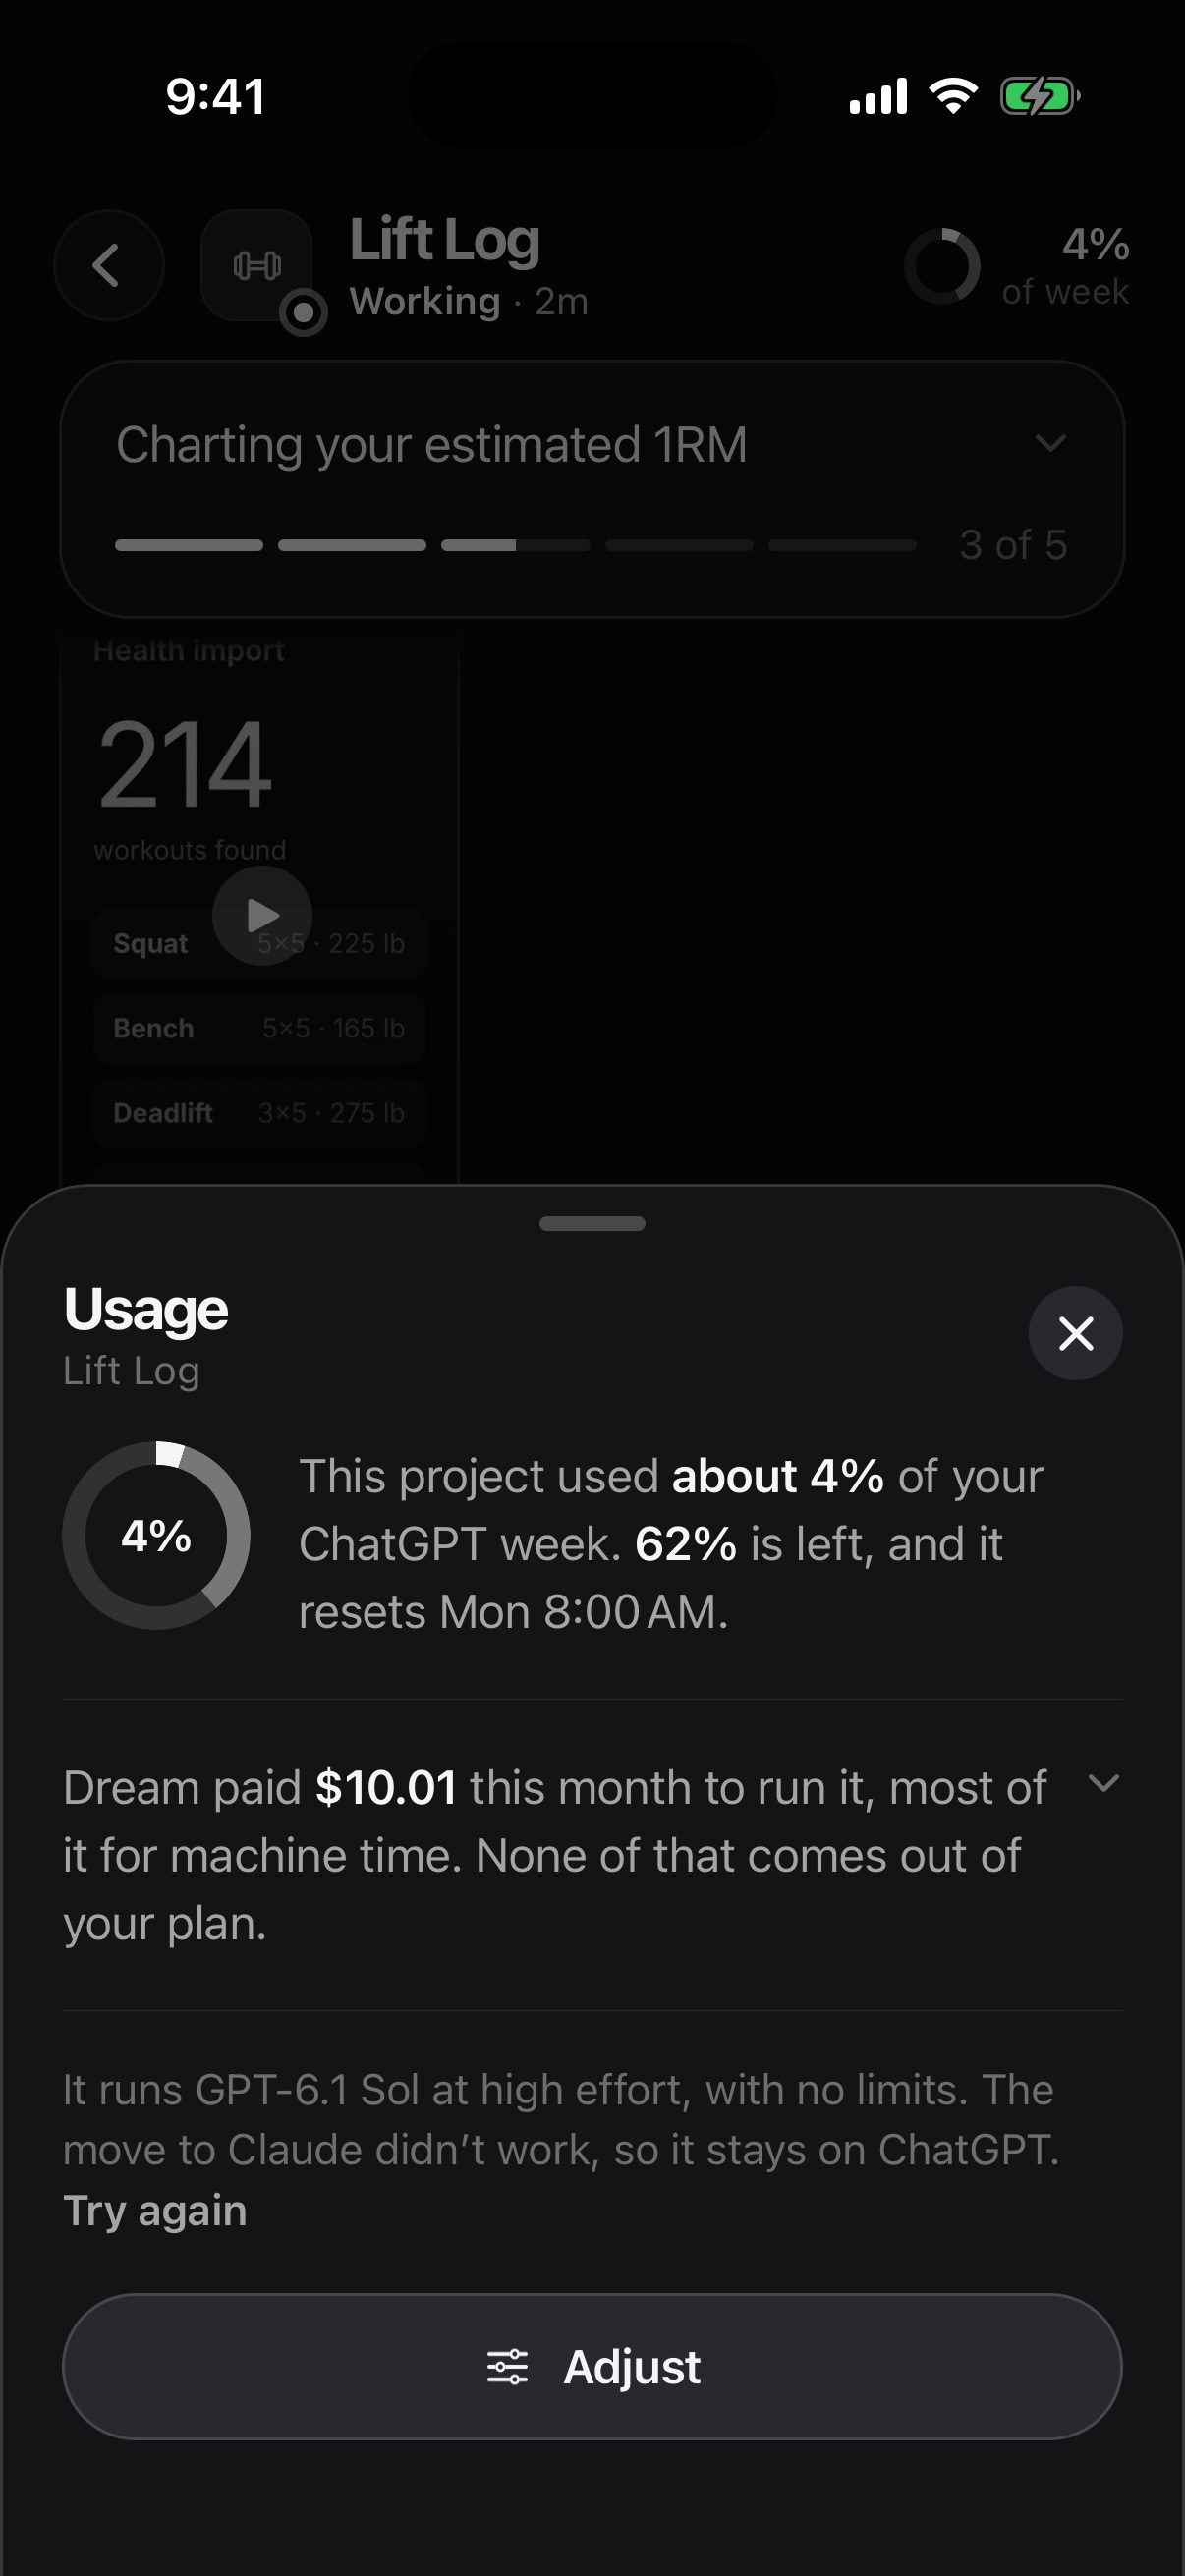 9:41
Lift Log
Working · 2m
4%
of week
Charting your estimated 1RM
3 of 5
Health import
214
workouts found
Squat 5×5 · 225 lb
Bench 5×5 · 165 lb
Deadlift 3×5 · 275 lb
Usage
Lift Log
4%
This project used about 4% of your
ChatGPT week. 62% is left, and it
resets Mon 8:00 AM.
Dream paid $10.01 this month to run it, most of
it for machine time. None of that comes out of
your plan.
It runs GPT-6.1 Sol at high effort, with no limits. The
move to Claude didn’t work, so it stays on ChatGPT.
Try again
Adjust